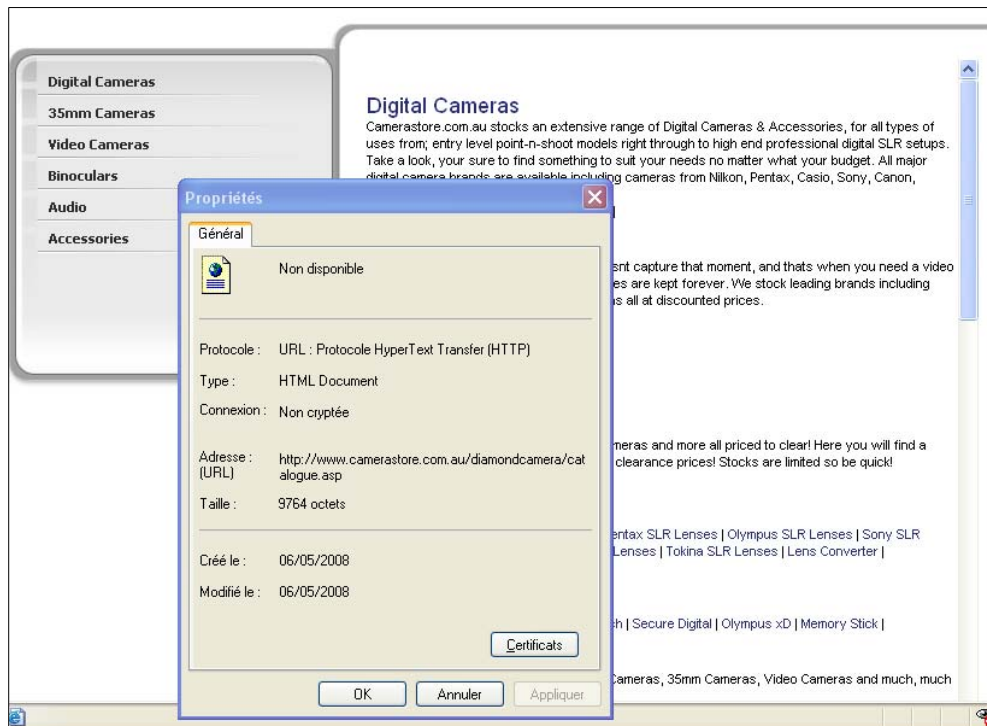 Digital Cameras
35mm Cameras
Video Cameras
Binoculars
Audio
Accessories
Digital Cameras
Camerastore.com.au stocks an extensive range of Digital Cameras & Accessories, for all types of
uses from; entry level point-n-shoot models right through to high end professional digital SLR setups.
Take a look, your sure to find something to suit your needs no matter what your budget. All major
digital camera brands are available including cameras from Nilkon, Pentax, Casio, Sony, Canon,
snt capture that moment, and thats when you need a video
es are kept forever. We stock leading brands including
s all at discounted prices.
meras and more all priced to clear! Here you will find a
clearance prices! Stocks are limited so be quick!
entax SLR Lenses | Olympus SLR Lenses | Sony SLR
Lenses | Tokina SLR Lenses | Lens Converter |
h | Secure Digital | Olympus xD | Memory Stick |
Cameras, 35mm Cameras, Video Cameras and much, much
Propriétés
Général
Non disponible
Protocole : URL : Protocole HyperText Transfer (HTTP)
Type : HTML Document
Connexion : Non cryptée
Adresse : http://www.camerastore.com.au/diamondcamera/cat
(URL) alogue.asp
Taille : 9764 octets
Créé le : 06/05/2008
Modifié le : 06/05/2008
Certificats
OK Annuler Appliquer